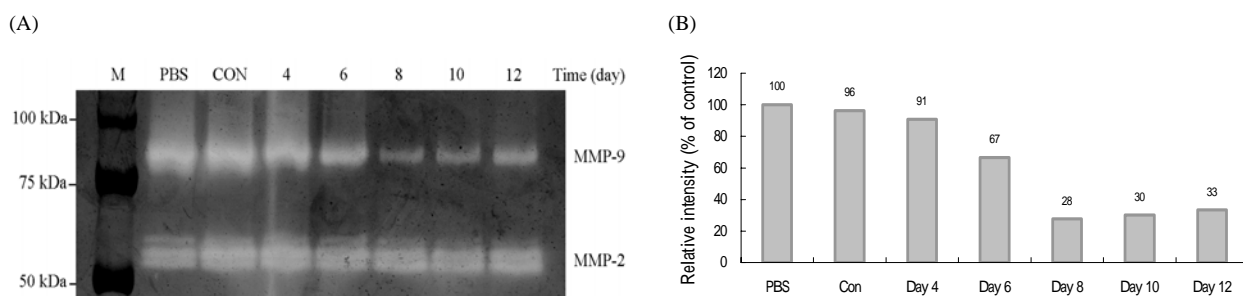 (A)
M PBS CON 4 6 8 10 12 Time (day)
100 kDa
MMP-9
75 kDa
MMP-2
50 kDa
(B)
Relative intensity (% of control)
120
100
80
60
40
20
0
100 96 91 67 28 30 33
PBS Con Day 4 Day 6 Day 8 Day 10 Day 12